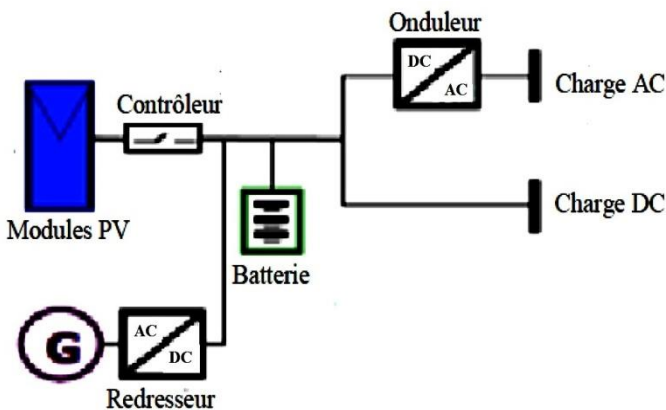 Onduleur
DC
AC
Charge AC
Contrôleur
Modules PV
Charge DC
Batterie
G
AC
DC
Redresseur